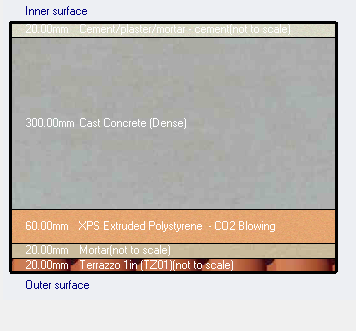 Inner surface
20.00mm Cement/plaster/mortar - cement(not to scale)
300.00mm Cast Concrete (Dense)
60.00mm XPS Extruded Polystyrene - CO2 Blowing
20.00mm Mortar(not to scale)
20.00mm Terrazzo 1in (TZ01)(not to scale)
Outer surface